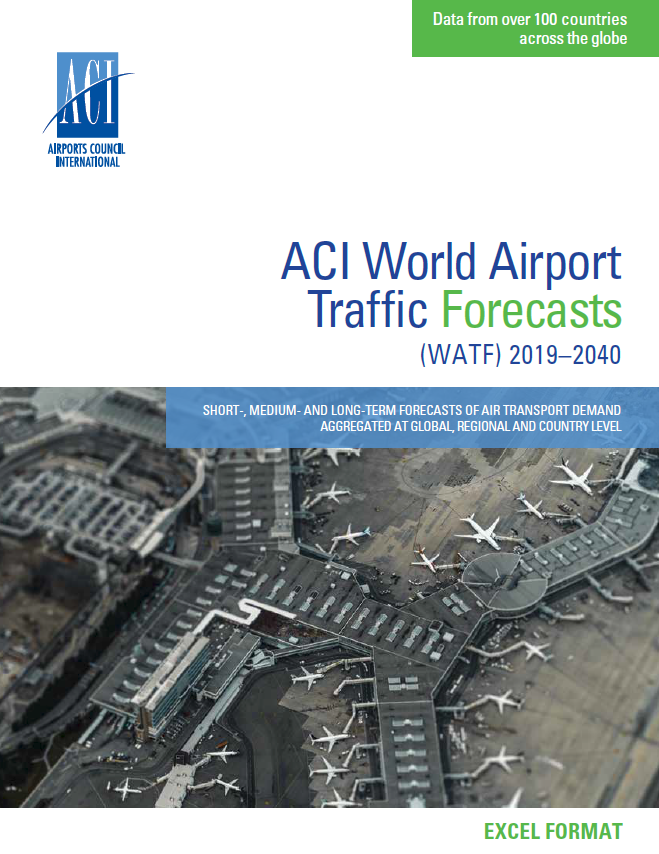 Data from over 100 countries
across the globe
ACI
AIRPORTS COUNCIL
INTERNATIONAL
ACI World Airport
Traffic Forecasts
(WATF) 2019–2040
SHORT-, MEDIUM- AND LONG-TERM FORECASTS OF AIR TRANSPORT DEMAND
AGGREGATED AT GLOBAL, REGIONAL AND COUNTRY LEVEL
EXCEL FORMAT